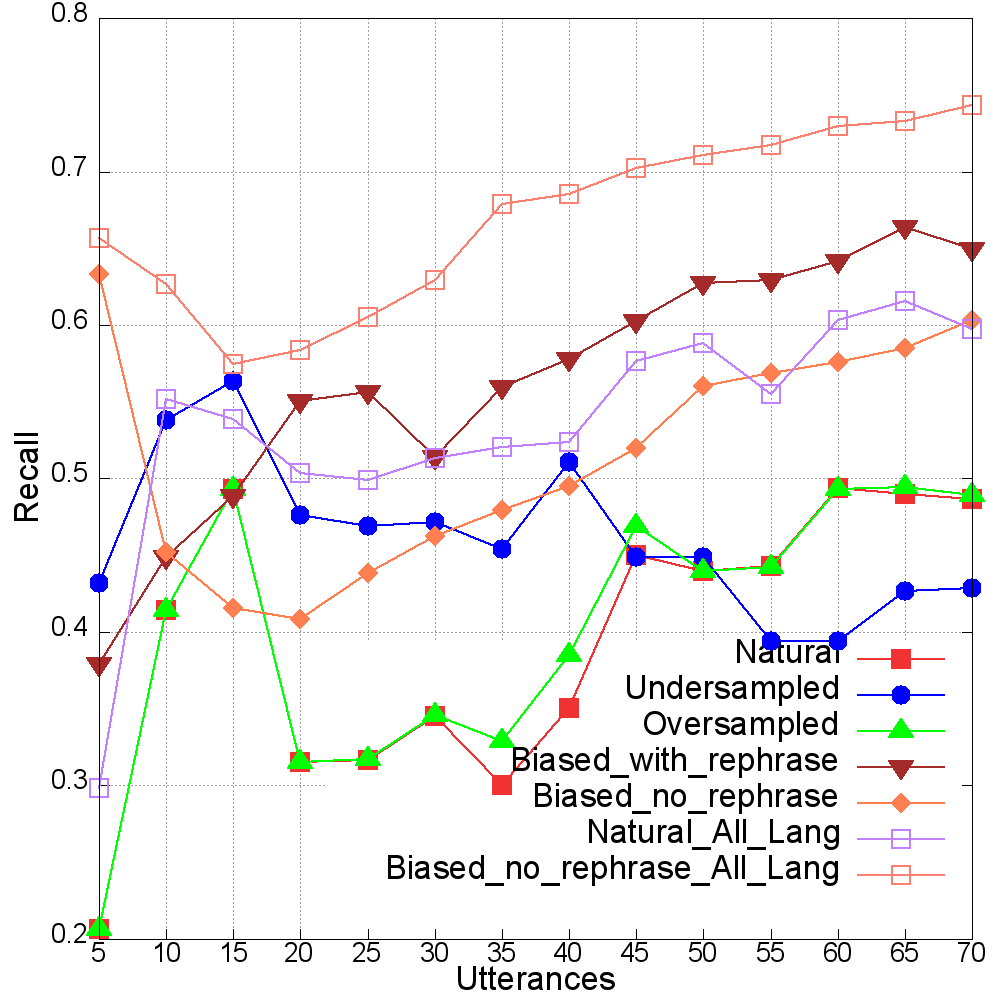 0.8
0.7
0.6
0.5
0.4
0.3
0.2
Recall
Natural
Undersampled
Oversampled
Biased_with_rephrase
Biased_no_rephrase
Natural_All_Lang
Biased_no_rephrase_All_Lang
5 10 15 20 25 30 35 40 45 50 55 60 65 70
Utterances